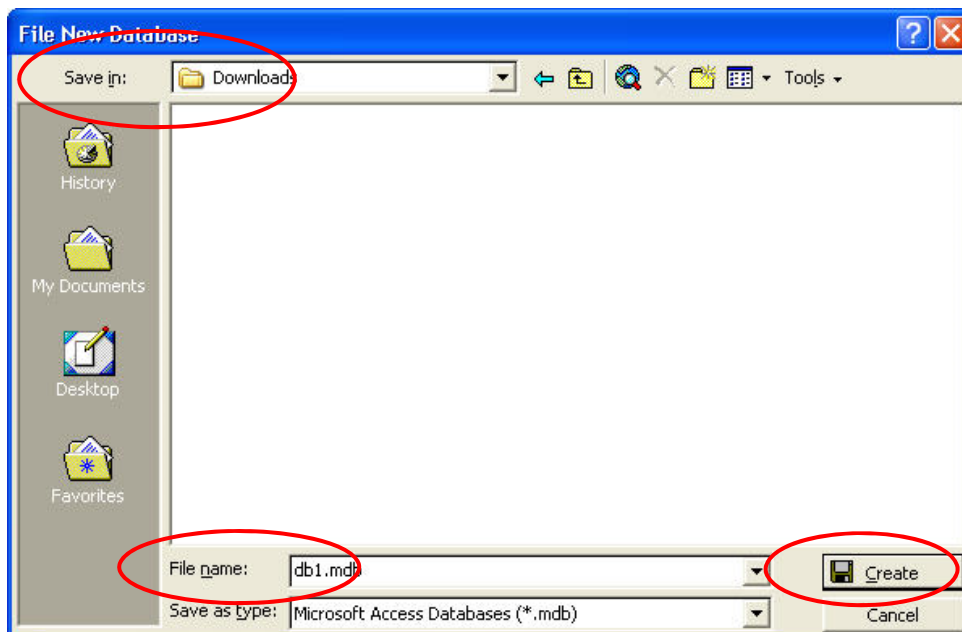 File New Database
Save in: Downloads Tools
History
My Documents
Desktop
Favorites
File name: db1.mdb Create
Save as type: Microsoft Access Databases (*.mdb) Cancel